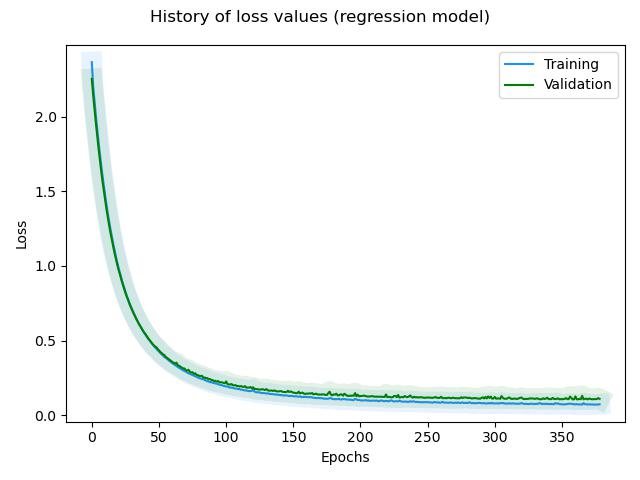 History of loss values (regression model)
Training
Validation
2.0
1.5
1.0
0.5
0.0
Loss
0 50 100 150 200 250 300 350
Epochs